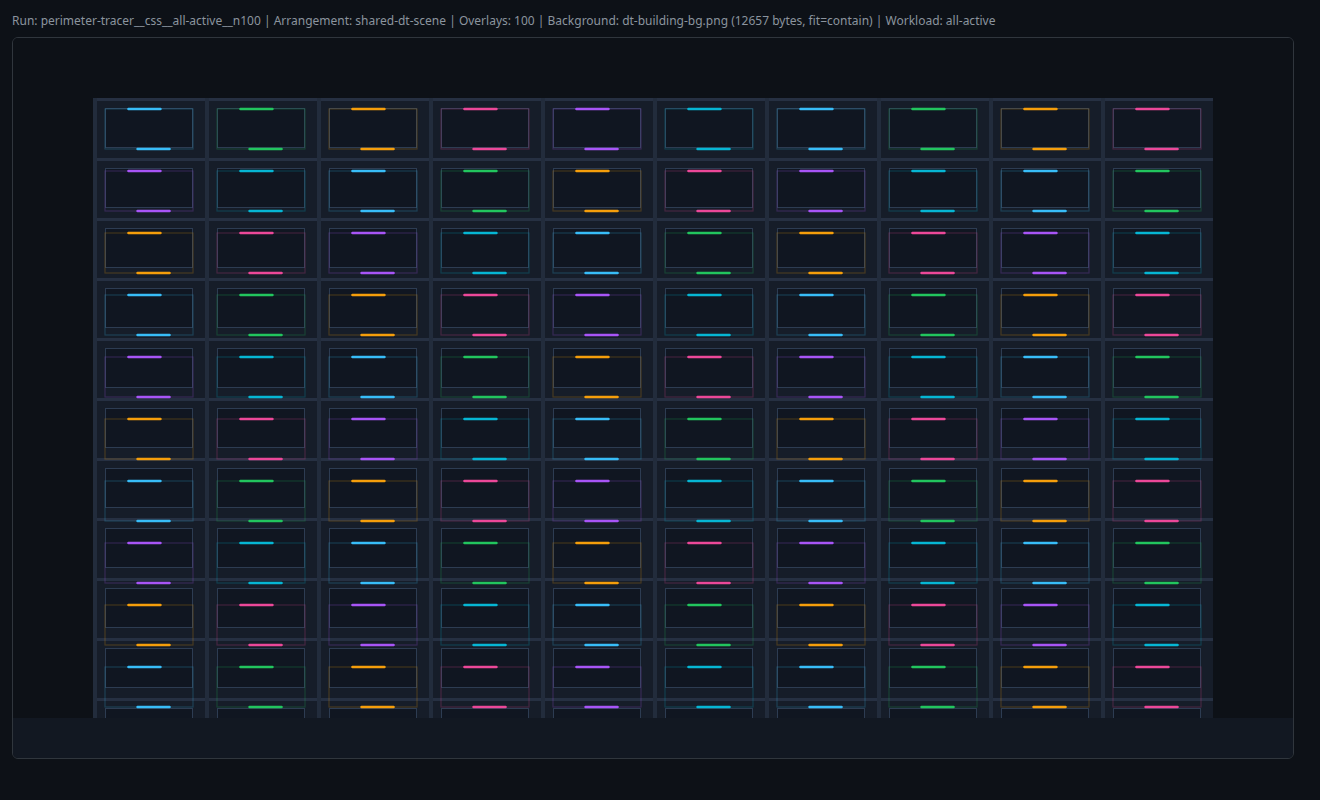 Run: perimeter-tracer__css__all-active__n100 | Arrangement: shared-dt-scene | Overlays: 100 | Background: dt-building-bg.png (12657 bytes, fit=contain) | Workload: all-active